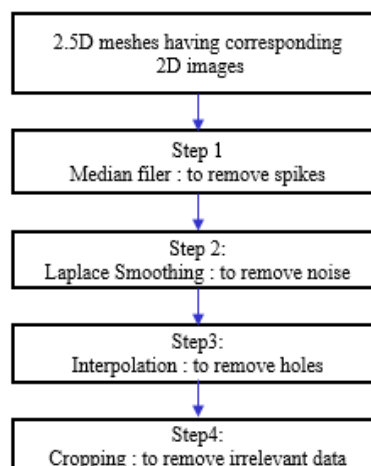 2.5D meshes having corresponding
2D images
Step 1
Median filer : to remove spikes
Step 2:
Laplace Smoothing : to remove noise
Step3:
Interpolation : to remove holes
Step4:
Cropping : to remove irrelevant data